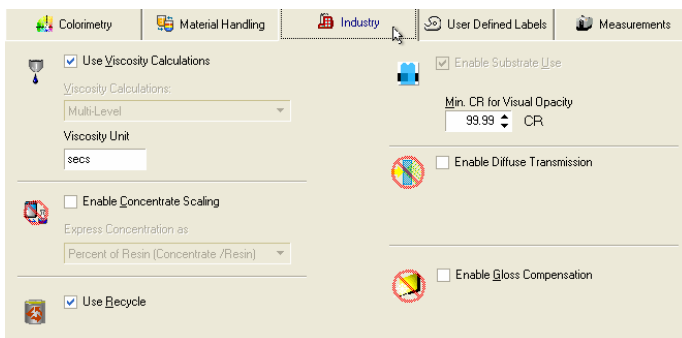 Colorimetry
Material Handling
Industry
User Defined Labels
Measurements
Use Viscosity Calculations
Viscosity Calculations:
Multi-Level
Viscosity Unit
secs
Enable Concentrate Scaling
Express Concentration as
Percent of Resin (Concentrate /Resin)
Use Recycle
Enable Substrate Use
Min. CR for Visual Opacity
99.99 CR
Enable Diffuse Transmission
Enable Gloss Compensation